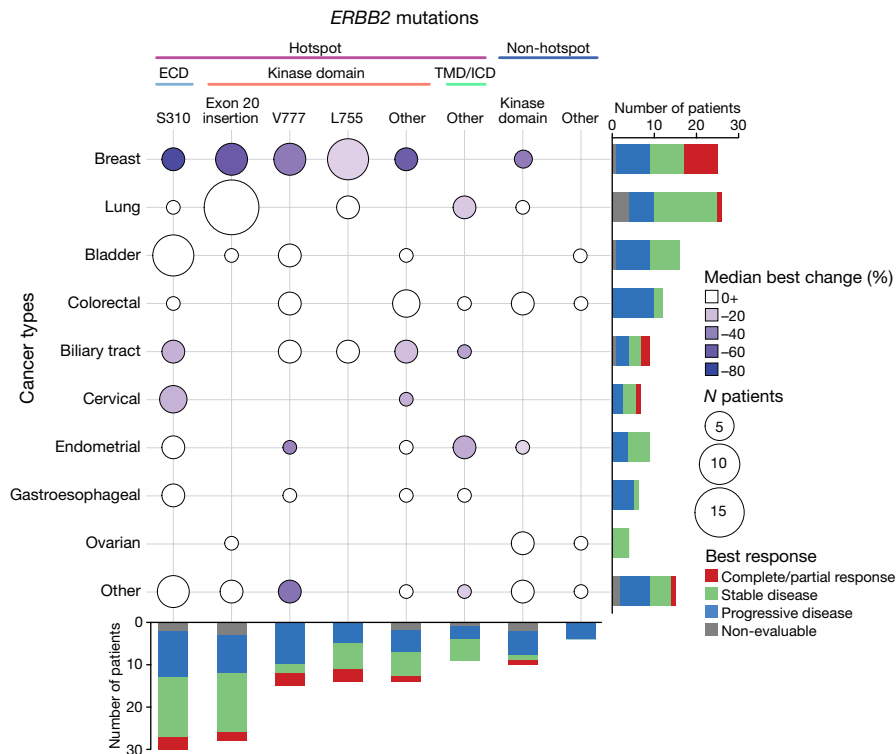 ERBB2 mutations
Hotspot
Non-hotspot
ECD
Kinase domain
TMD/ICD
S310
Exon 20
insertion
V777
L755
Other
Other
Kinase
domain
Other
Number of patients
0 10 20 30
Cancer types
Breast
Lung
Bladder
Colorectal
Biliary tract
Cervical
Endometrial
Gastroesophageal
Ovarian
Other
Median best change (%)
0+
−20
−40
−60
−80
N patients
5
10
15
Best response
Complete/partial response
Stable disease
Progressive disease
Non-evaluable
Number of patients
0
10
20
30